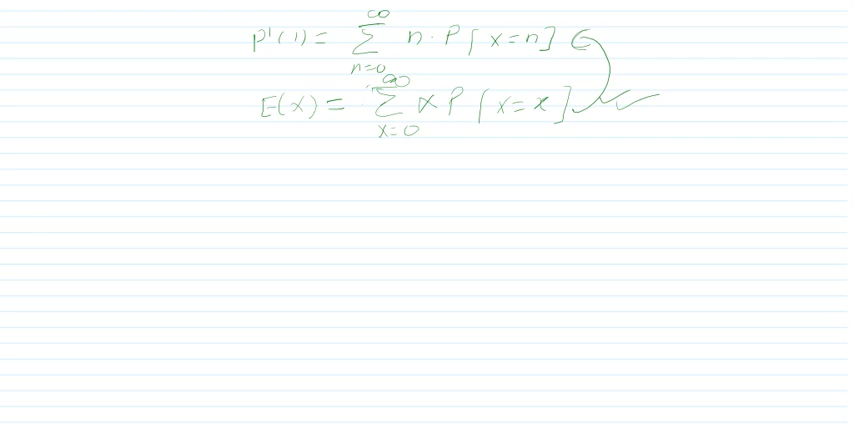 P'(1) = ∞∑n=0 n · P[x=n]
E(x) = ∞∑x=0 x P[x=x]